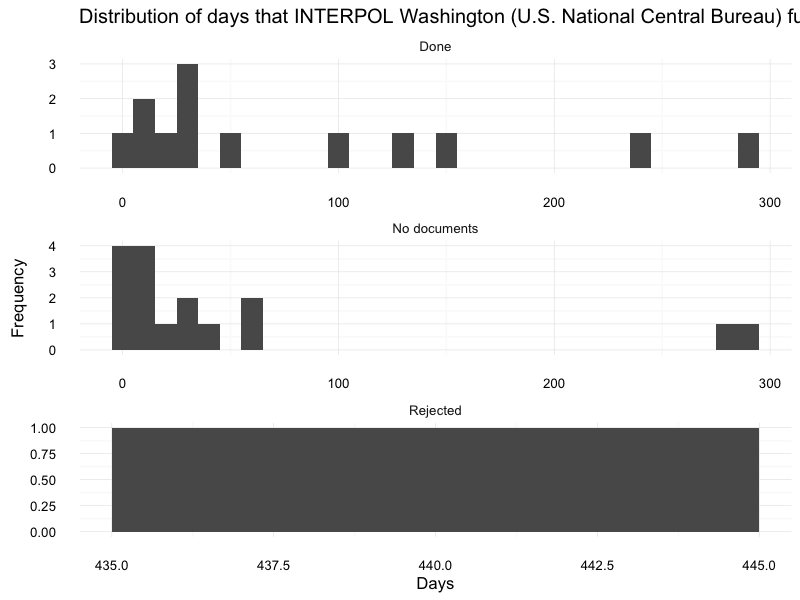 Distribution of days that INTERPOL Washington (U.S. National Central Bureau) fu
Done
3
2
1
0
0 100 200 300
No documents
4
3
2
1
0
0 100 200 300
Frequency
Rejected
1.00
0.75
0.50
0.25
0.00
435.0 437.5 440.0 442.5 445.0
Days